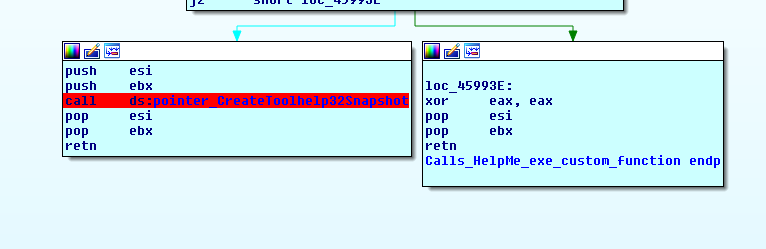 jz short loc_45993E
push esi
push ebx
call ds:pointer_CreateToolhelp32Snapshot
pop esi
pop ebx
retn
loc_45993E:
xor eax, eax
pop esi
pop ebx
retn
Calls_HelpMe_exe_custom_function endp